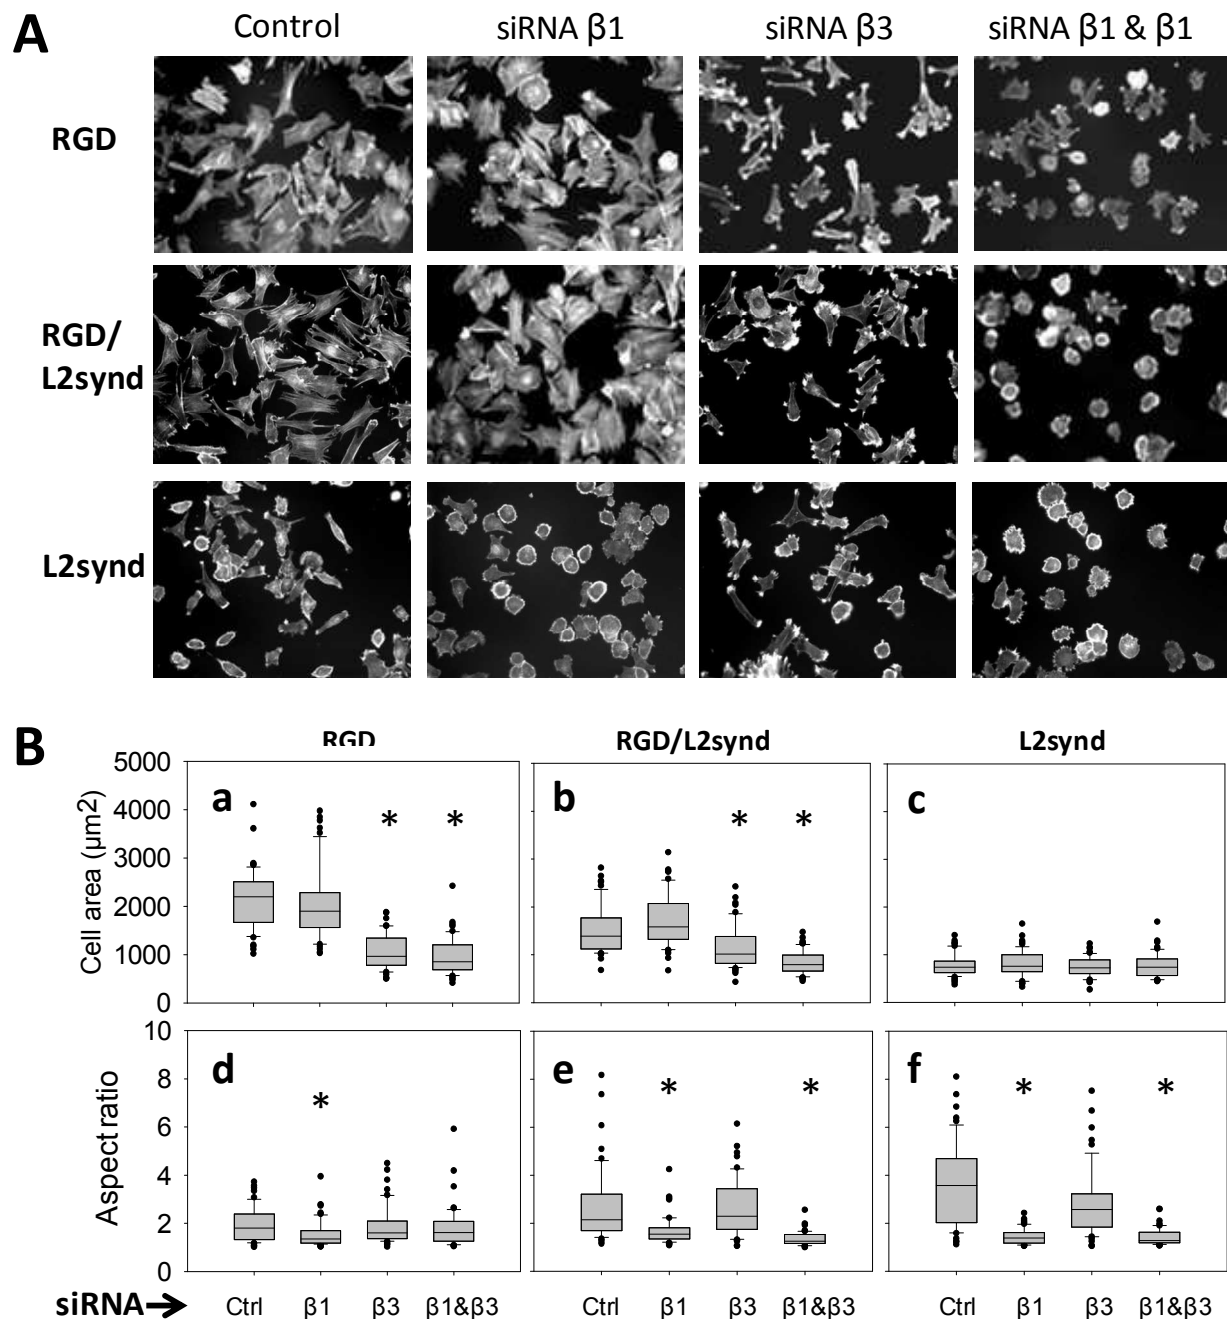 A
Control
siRNA β1
siRNA β3
siRNA β1 & β1
RGD
RGD/
L2synd
L2synd
B
RGD
RGD/L2synd
L2synd
Cell area (μm2)
5000
4000
3000
2000
1000
0
a
*
*
b
*
*
c
Aspect ratio
10
8
6
4
2
0
d
*
e
*
*
f
*
*
siRNA
Ctrl
β1
β3
β1&β3
Ctrl
β1
β3
β1&β3
Ctrl
β1
β3
β1&β3